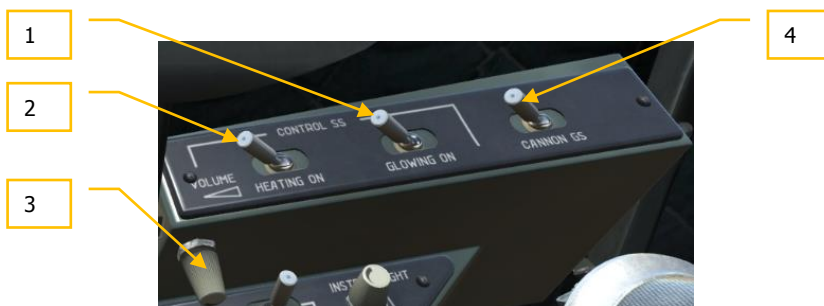 1
4
2
CONTROL SS
CANNON GS
GLOWING ON
VOLUME
HEATING ON
3